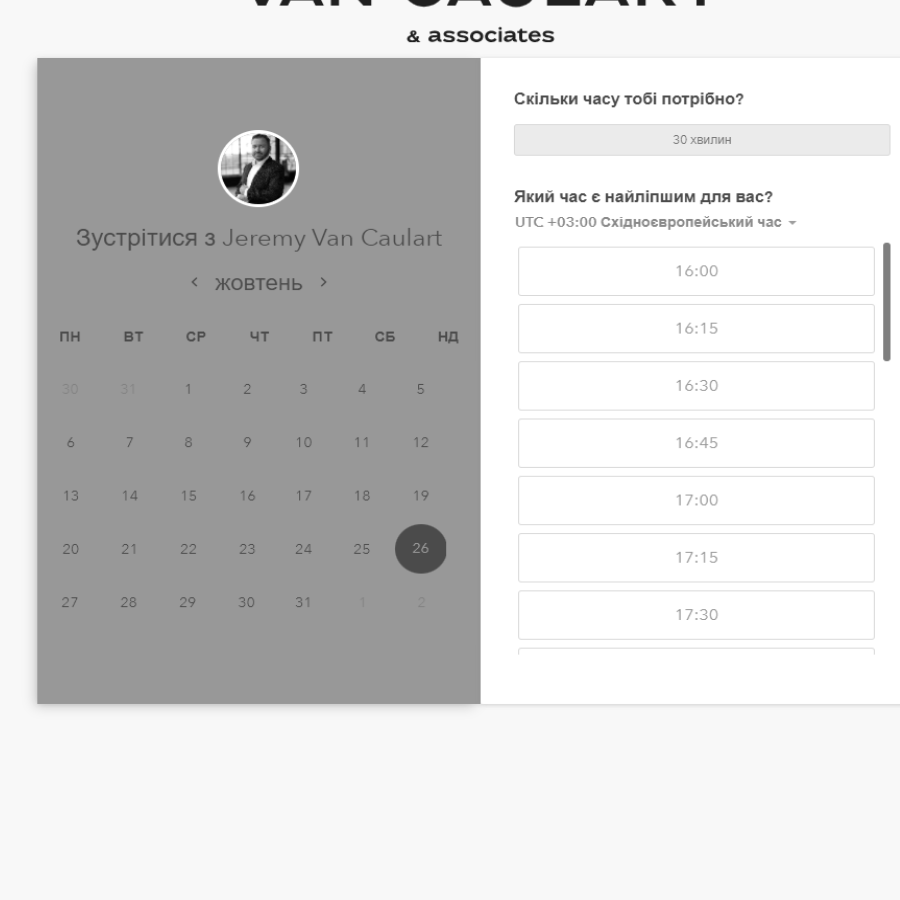 VAN CAULART
& associates
Зустрітися з Jeremy Van Caulart
жовтень
ПН ВТ СР ЧТ ПТ СБ НД
30 31 1 2 3 4 5
6 7 8 9 10 11 12
13 14 15 16 17 18 19
20 21 22 23 24 25 26
27 28 29 30 31 1 2
Скільки часу тобі потрібно?
30 хвилин
Який час є найліпшим для вас?
UTC +03:00 Східноєвропейський час
16:00
16:15
16:30
16:45
17:00
17:15
17:30